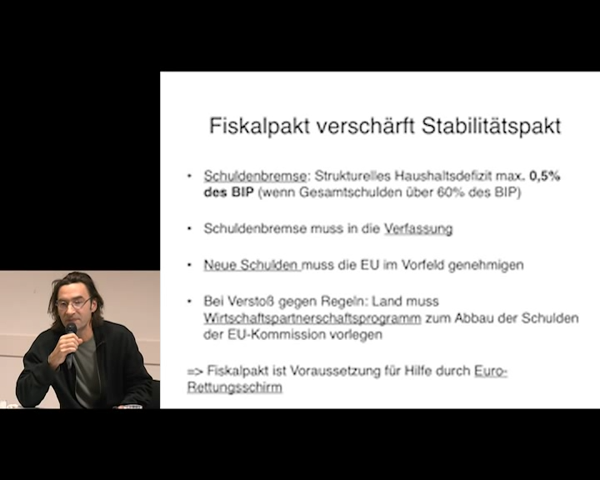 Fiskalpakt verschärft Stabilitätspakt
• Schuldenbremse: Strukturelles Haushaltsdefizit max. 0,5%
des BIP (wenn Gesamtschulden über 60% des BIP)
• Schuldenbremse muss in die Verfassung
• Neue Schulden muss die EU im Vorfeld genehmigen
• Bei Verstoß gegen Regeln: Land muss
Wirtschaftspartnerschaftsprogramm zum Abbau der Schulden
der EU-Kommission vorlegen
=> Fiskalpakt ist Voraussetzung für Hilfe durch Euro-
Rettungsschirm